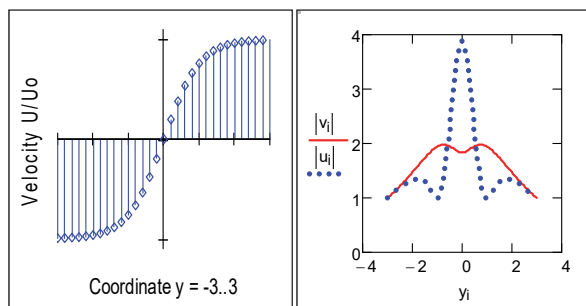 Velocity U/Uo
Coordinate y = -3..3
4
3
|vi|
|ui|
2
1
0
−4
−2
0
2
4
yi